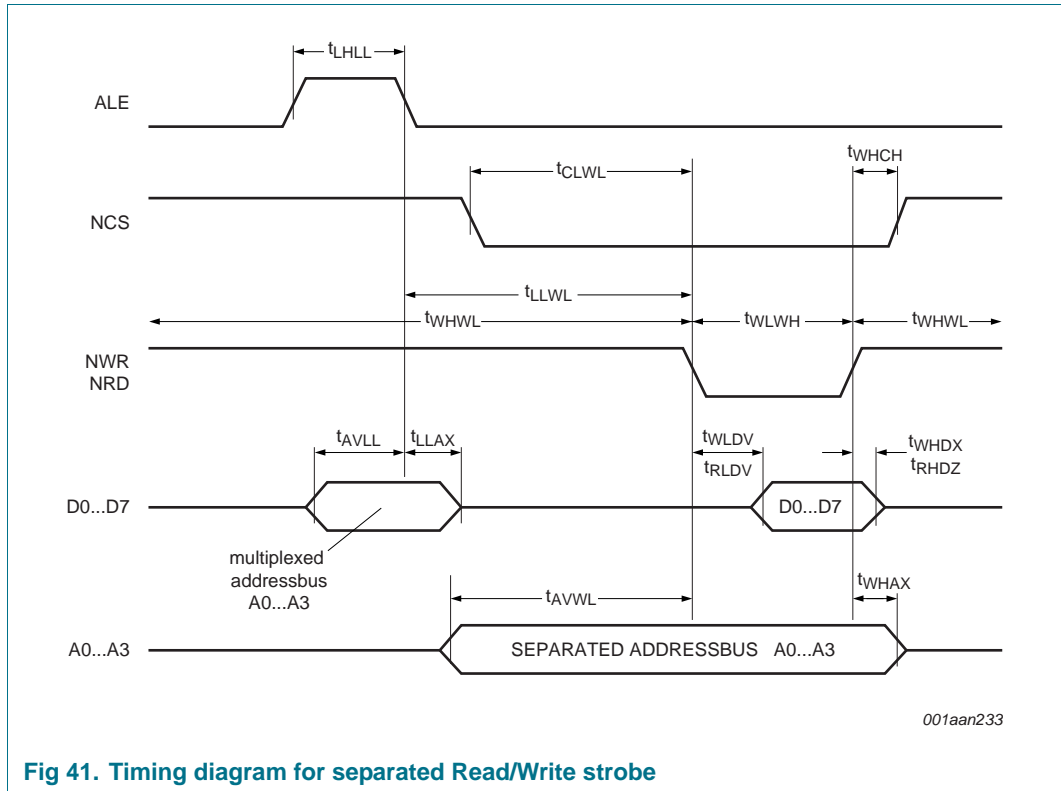 tLHLL
ALE
tCLWL
tWHCH
NCS
tLLWL
tWHWL
tWLWH
tWHWL
NWR
NRD
tAVLL
tLLAX
tWLDV
tRLDV
tWHDX
tRHDZ
D0...D7
D0...D7
multiplexed
addressbus
A0...A3
tAVWL
tWHAX
A0...A3
SEPARATED ADDRESSBUS A0...A3
001aan233
Fig 41. Timing diagram for separated Read/Write strobe